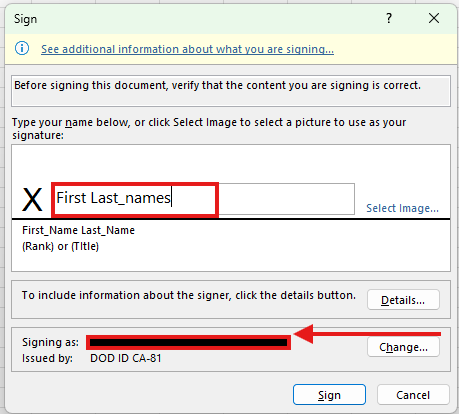 Sign
?
See additional information about what you are signing...
Before signing this document, verify that the content you are signing is correct.
Type your name below, or click Select Image to select a picture to use as your
signature:
X First Last_names
Select Image...
First_Name Last_Name
(Rank) or (TItle)
To include information about the signer, click the details button.
Details...
Signing as:
Issued by: DOD ID CA-81
Change...
Sign
Cancel